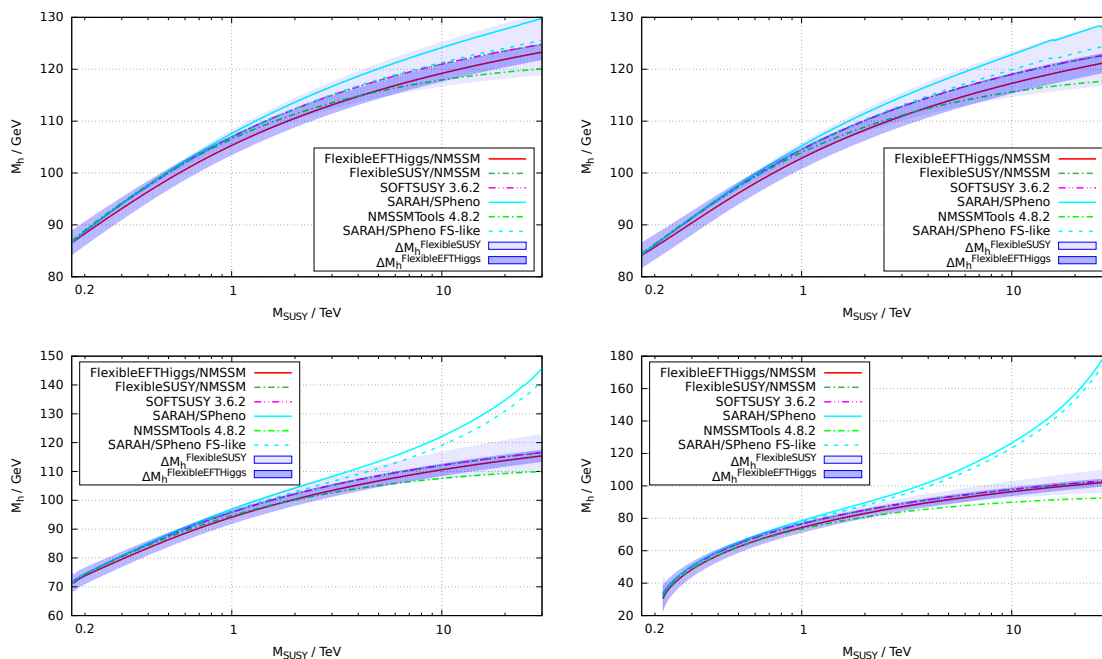 130
120
110
100
90
80
0.2
1
10
M_h / GeV
M_SUSY / TeV
FlexibleEFTHiggs/NMSSM
FlexibleSUSY/NMSSM
SOFTSUSY 3.6.2
SARAH/SPheno
NMSSMTools 4.8.2
SARAH/SPheno FS-like
ΔM_h^FlexibleSUSY
ΔM_h^FlexibleEFTHiggs
130
120
110
100
90
80
0.2
1
10
M_h / GeV
M_SUSY / TeV
FlexibleEFTHiggs/NMSSM
FlexibleSUSY/NMSSM
SOFTSUSY 3.6.2
SARAH/SPheno
NMSSMTools 4.8.2
SARAH/SPheno FS-like
ΔM_h^FlexibleSUSY
ΔM_h^FlexibleEFTHiggs
150
140
130
120
110
100
90
80
70
60
0.2
1
10
M_h / GeV
M_SUSY / TeV
FlexibleEFTHiggs/NMSSM
FlexibleSUSY/NMSSM
SOFTSUSY 3.6.2
SARAH/SPheno
NMSSMTools 4.8.2
SARAH/SPheno FS-like
ΔM_h^FlexibleSUSY
ΔM_h^FlexibleEFTHiggs
180
160
140
120
100
80
60
40
20
0.2
1
10
M_h / GeV
M_SUSY / TeV
FlexibleEFTHiggs/NMSSM
FlexibleSUSY/NMSSM
SOFTSUSY 3.6.2
SARAH/SPheno
NMSSMTools 4.8.2
SARAH/SPheno FS-like
ΔM_h^FlexibleSUSY
ΔM_h^FlexibleEFTHiggs